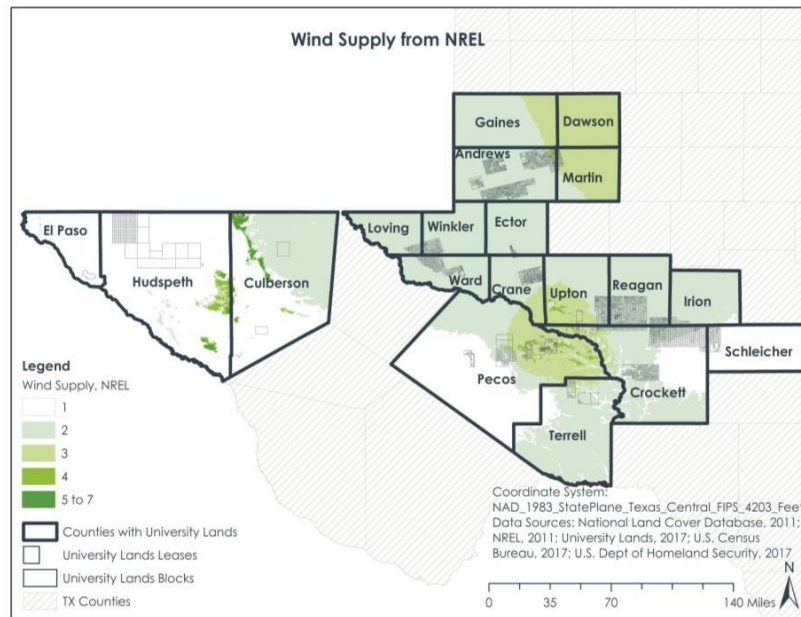 Wind Supply from NREL
Gaines
Dawson
Andrews
Martin
El Paso
Hudspeth
Culberson
Loving
Winkler
Ector
Ward
Crane
Upton
Reagan
Irion
Schleicher
Pecos
Crockett
Terrell
Legend
Wind Supply, NREL
1
2
3
4
5 to 7
Counties with University Lands
University Lands Leases
University Lands Blocks
TX Counties
Coordinate System:
NAD_1983_StatePlane_Texas_Central_FIPS_4203_Feet
Data Sources: National Land Cover Database, 2011;
NREL, 2011; University Lands, 2017; U.S. Census
Bureau, 2017; U.S. Dept of Homeland Security, 2017
N
0 35 70 140 Miles